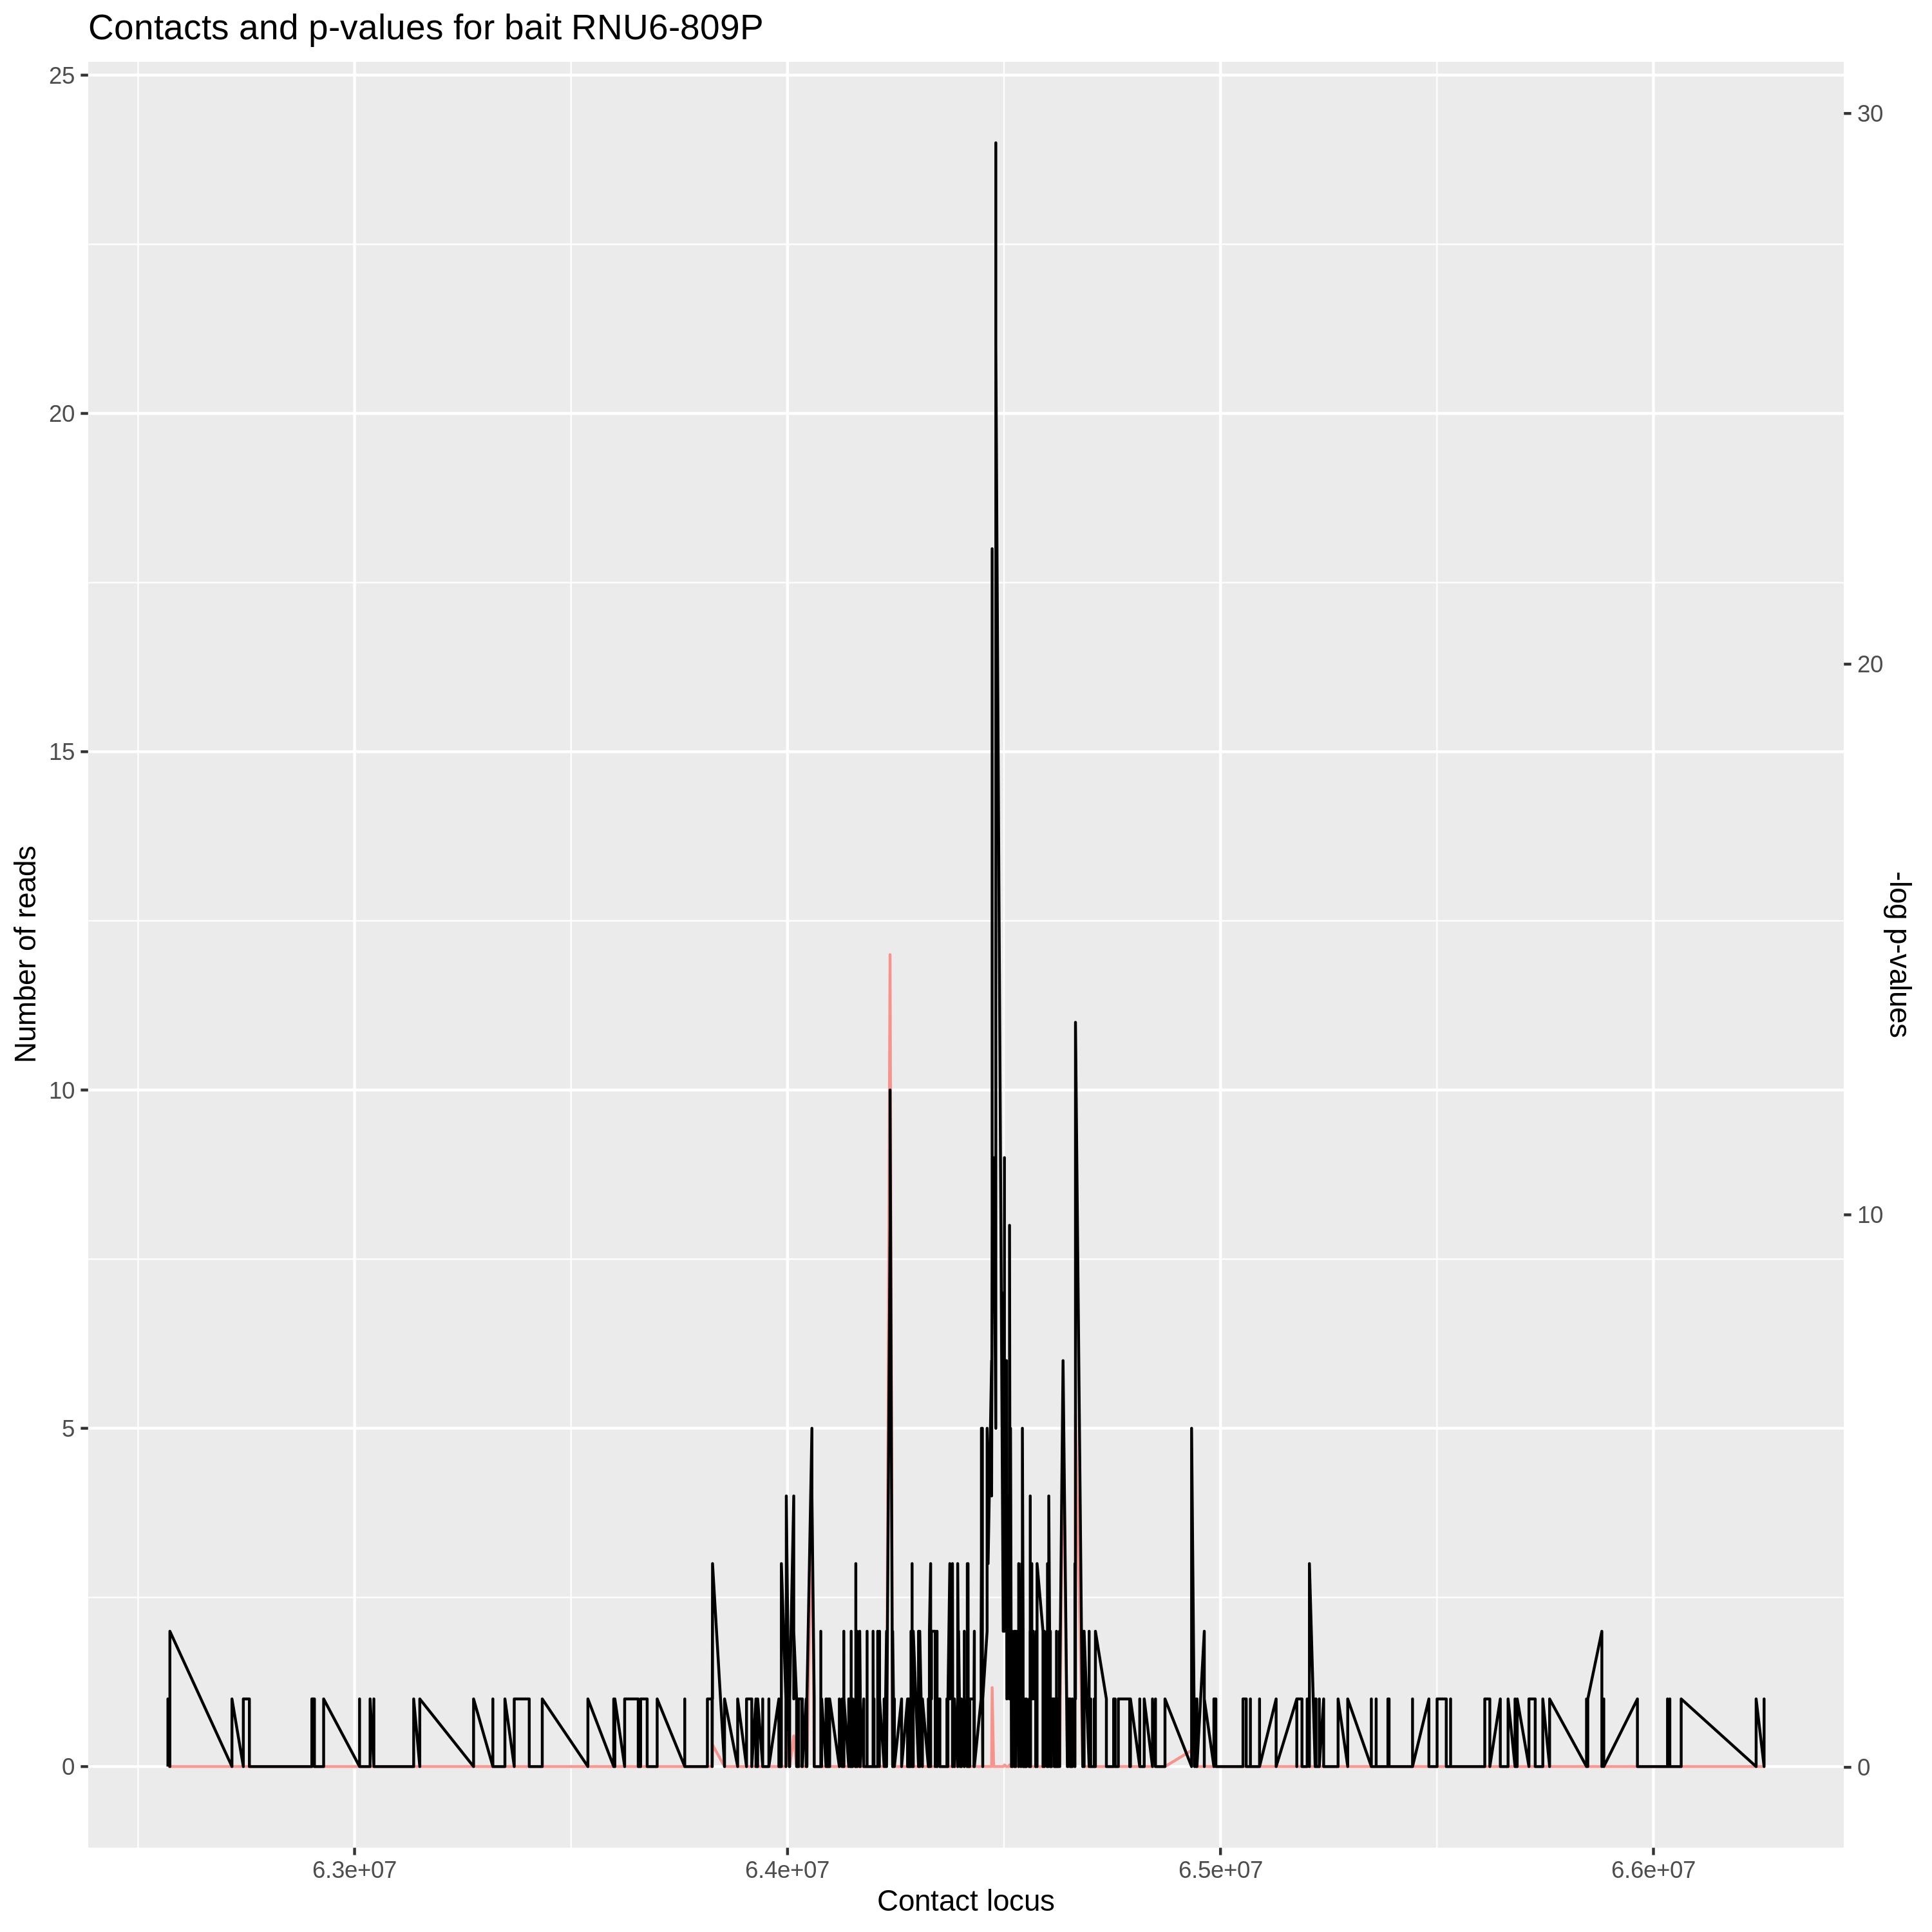 Contacts and p-values for bait RNU6-809P
25
20
15
10
5
0
Number of reads
30
20
10
0
-log p-values
6.3e+07
6.4e+07
6.5e+07
6.6e+07
Contact locus